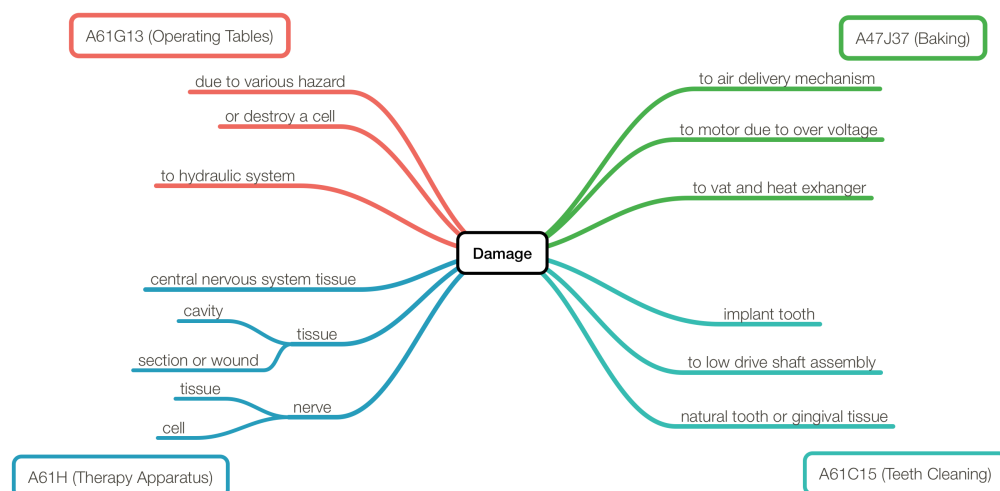 A61G13 (Operating Tables)
due to various hazard
or destroy a cell
to hydraulic system
A47J37 (Baking)
to air delivery mechanism
to motor due to over voltage
to vat and heat exhanger
Damage
central nervous system tissue
cavity
tissue
section or wound
tissue
nerve
cell
A61H (Therapy Apparatus)
implant tooth
to low drive shaft assembly
natural tooth or gingival tissue
A61C15 (Teeth Cleaning)